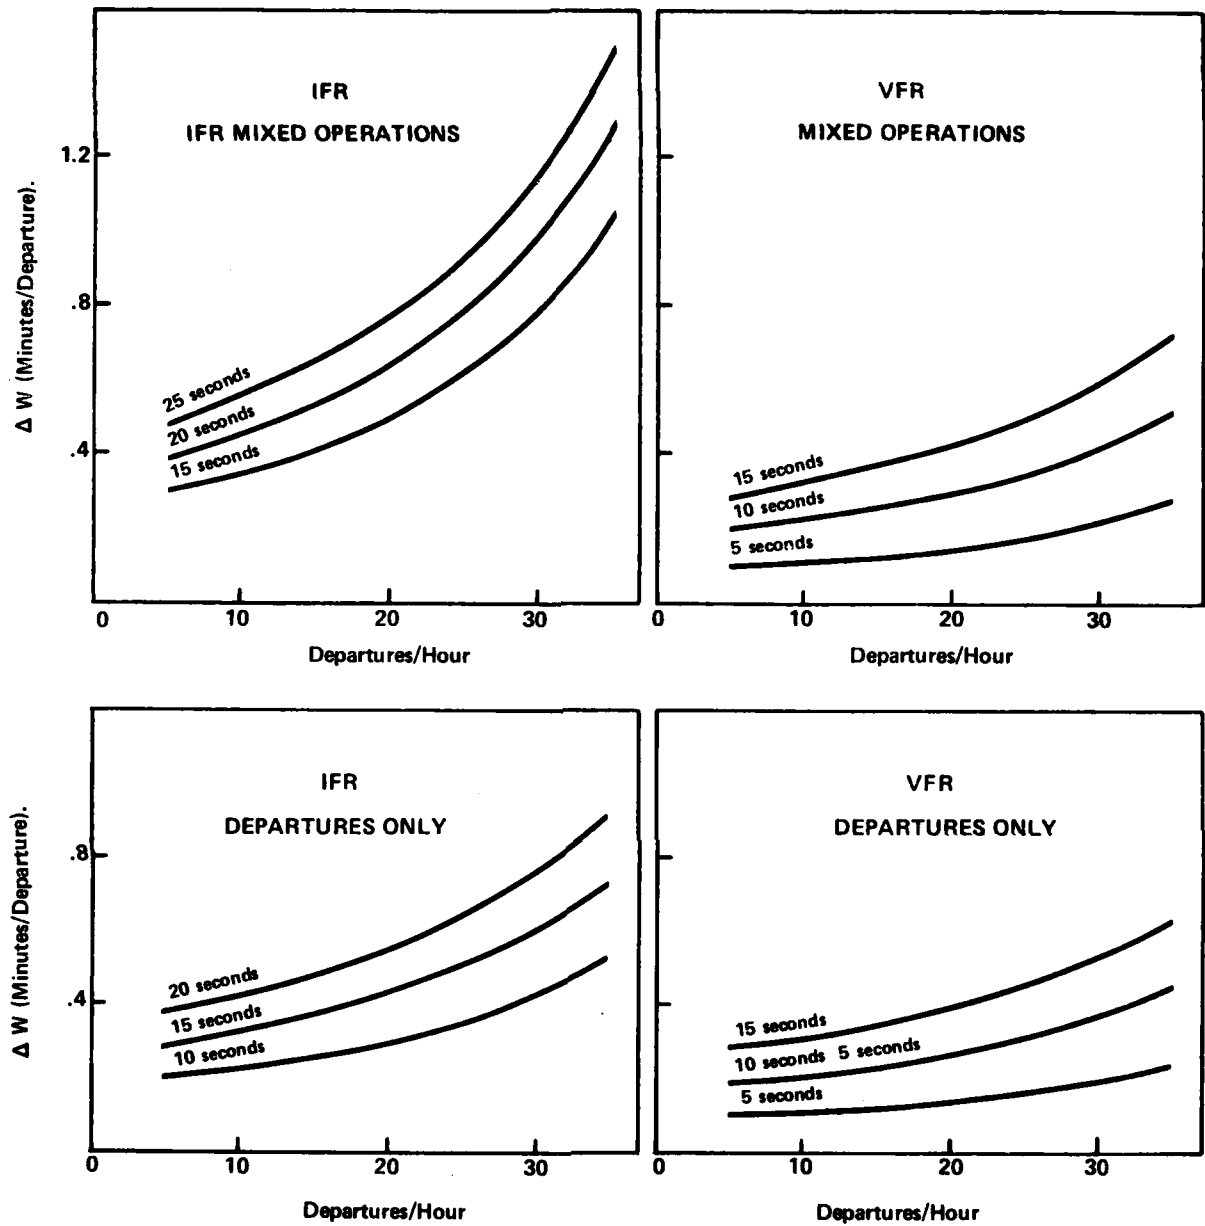 IFR
IFR MIXED OPERATIONS
1.2
.8
.4
Δ W (Minutes/Departure).
25 seconds
20 seconds
15 seconds
0
10
20
30
Departures/Hour
VFR
MIXED OPERATIONS
15 seconds
10 seconds
5 seconds
0
10
20
30
Departures/Hour
IFR
DEPARTURES ONLY
.8
.4
Δ W (Minutes/Departure).
20 seconds
15 seconds
10 seconds
0
10
20
30
Departures/Hour
VFR
DEPARTURES ONLY
15 seconds
10 seconds 5 seconds
5 seconds
0
10
20
30
Departures/Hour